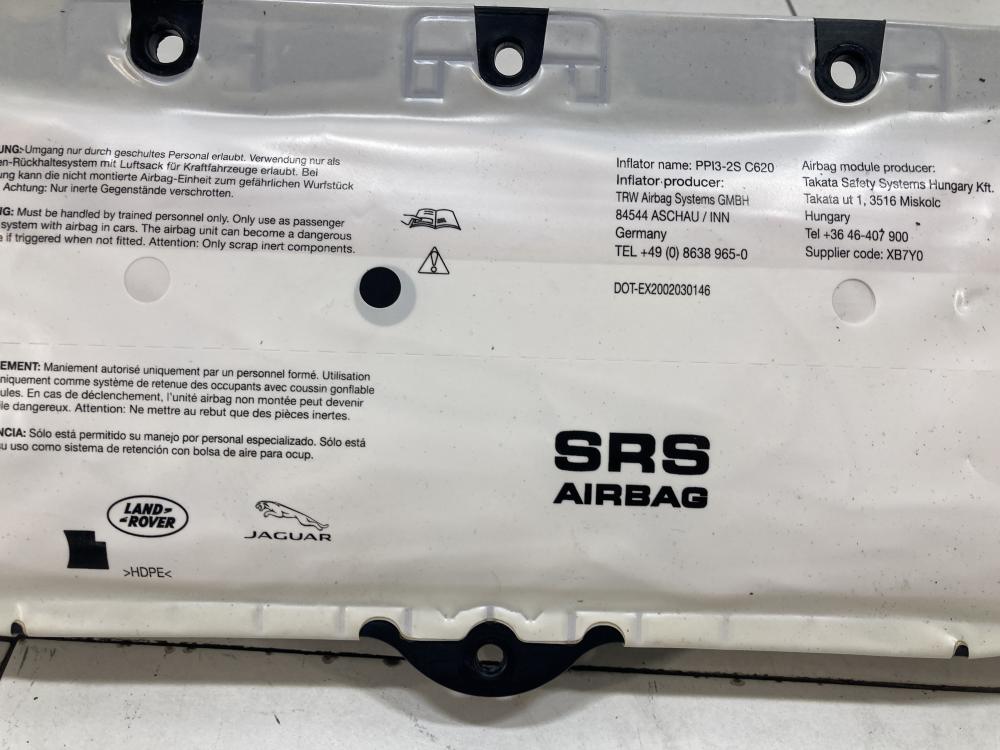 UNG: Umgang nur durch geschultes Personal erlaubt. Verwendung nur als
en-Rückhaltesystem mit Luftsack für Kraftfahrzeuge erlaubt. Bei
ung kann die nicht montierte Airbag-Einheit zum gefährlichen Wurfstück
Achtung: Nur inerte Gegenstände verschrotten.
NG: Must be handled by trained personnel only. Only use as passenger
system with airbag in cars. The airbag unit can become a dangerous
e if triggered when not fitted. Attention: Only scrap inert components.
Inflator name: PPI3-2S C620
Inflator producer:
TRW Airbag Systems GMBH
84544 ASCHAU / INN
Germany
TEL +49 (0) 8638 965-0
DOT-EX2002030146
Airbag module producer:
Takata Safety Systems Hungary Kft.
Takata ut 1, 3516 Miskolc
Hungary
Tel +36 46-407 900
Supplier code: XB7Y0
EMENT: Maniement autorisé uniquement par un personnel formé. Utilisation
niquement comme système de retenue des occupants avec coussin gonflable
ules. En cas de déclenchement, l'unité airbag non montée peut devenir
le dangereux. Attention: Ne mettre au rebut que des pièces inertes.
NCIA: Sólo está permitido su manejo por personal especializado. Sólo está
su uso como sistema de retención con bolsa de aire para ocup.
SRS
AIRBAG
LAND-
-ROVER
JAGUAR
>HDPE<